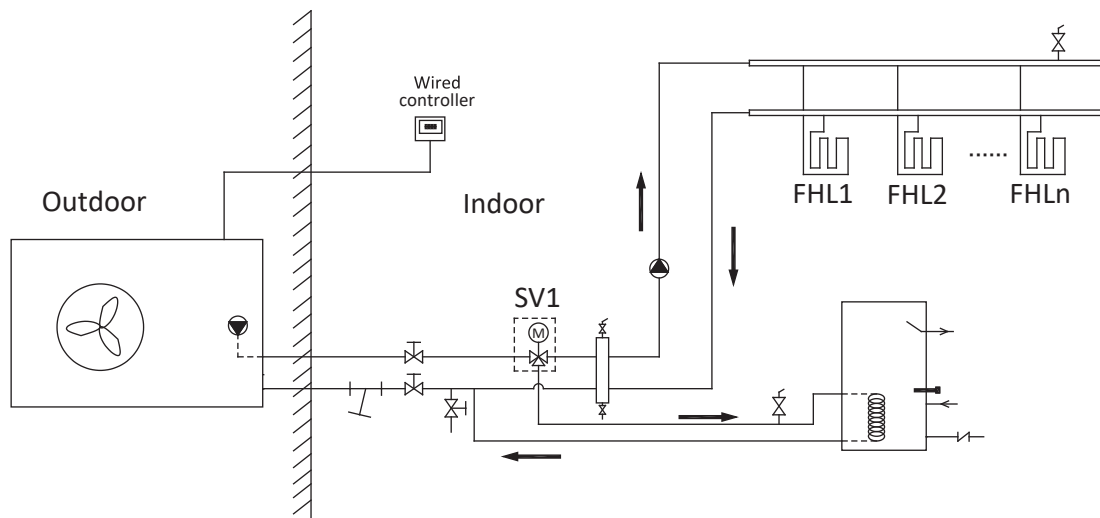 Wired
controller
Outdoor
Indoor
FHL1
FHL2
......
FHLn
SV1
M